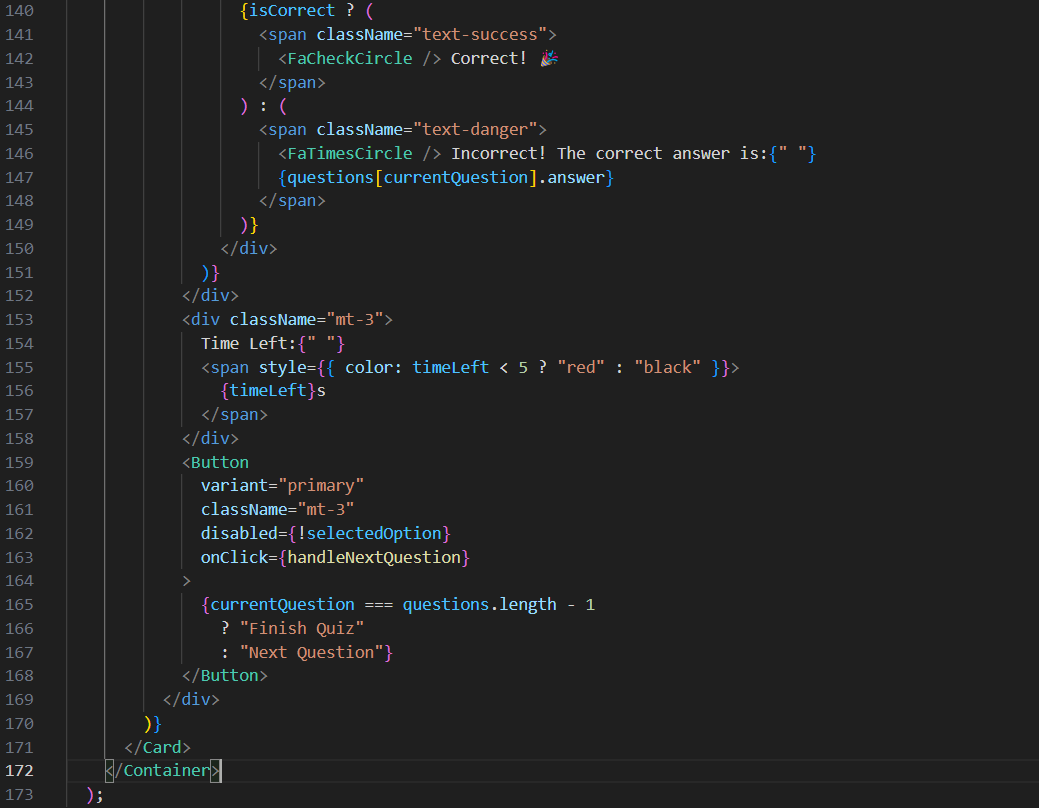 140 {isCorrect ? (
141 <span className="text-success">
142 <FaCheckCircle /> Correct! 🎉
143 </span>
144 ) : (
145 <span className="text-danger">
146 <FaTimesCircle /> Incorrect! The correct answer is:{" "}
147 {questions[currentQuestion].answer}
148 </span>
149 )}
150 </div>
151 )}
152 </div>
153 <div className="mt-3">
154 Time Left:{" "}
155 <span style={{ color: timeLeft < 5 ? "red" : "black" }}>
156 {timeLeft}s
157 </span>
158 </div>
159 <Button
160 variant="primary"
161 className="mt-3"
162 disabled={!selectedOption}
163 onClick={handleNextQuestion}
164 >
165 {currentQuestion === questions.length - 1
166 ? "Finish Quiz"
167 : "Next Question"}
168 </Button>
169 </div>
170 )}
171 </Card>
172 </Container>
173 );